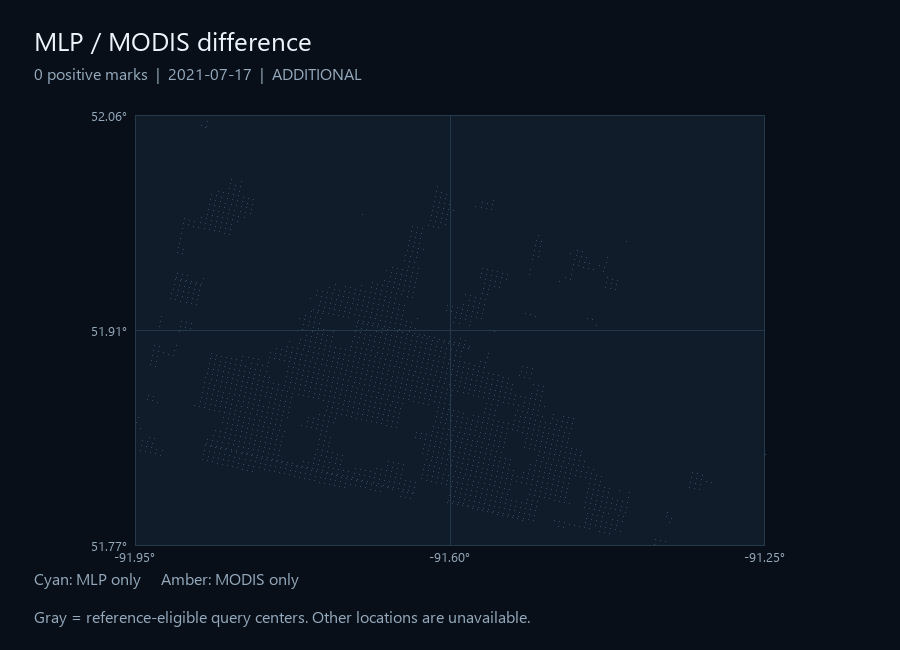 MLP / MODIS difference
0 positive marks | 2021-07-17 | ADDITIONAL
52.06°
51.91°
51.77°
-91.95° -91.60° -91.25°
Cyan: MLP only Amber: MODIS only
Gray = reference-eligible query centers. Other locations are unavailable.